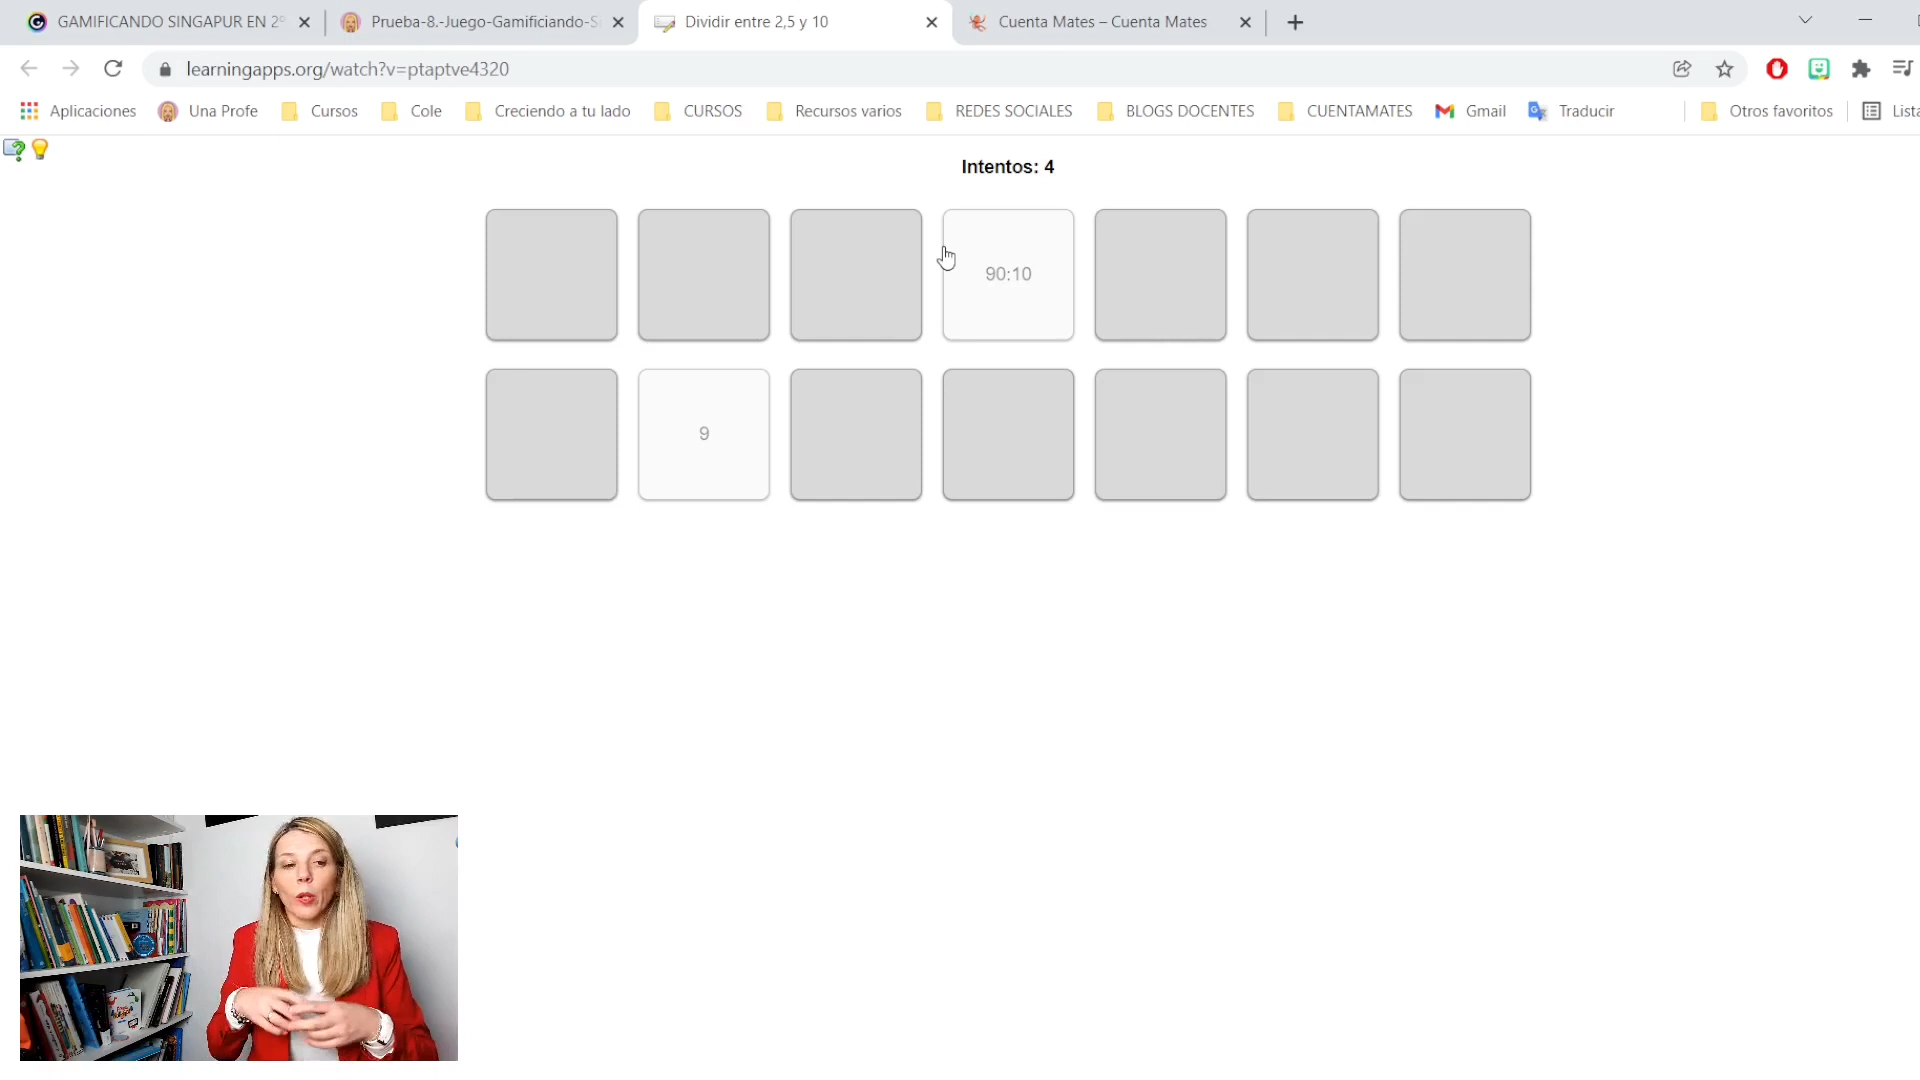 GAMIFICANDO SINGAPUR EN 2º
Prueba-8.-Juego-Gamificiando-S
Dividir entre 2,5 y 10
Cuenta Mates – Cuenta Mates
learningapps.org/watch?v=ptaptve4320
Aplicaciones
Una Profe
Cursos
Cole
Creciendo a tu lado
CURSOS
Recursos varios
REDES SOCIALES
BLOGS DOCENTES
CUENTAMATES
Gmail
Traducir
Otros favoritos
Lista
Intentos: 4
90:10
9